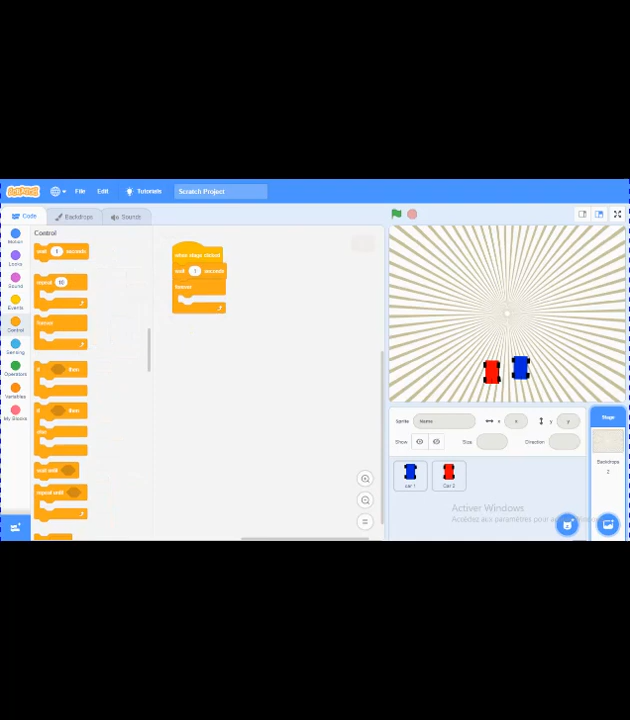 SCRATCH
File Edit Tutorials Scratch Project
Code Backdrops Sounds
Motion
Looks
Sound
Events
Control
Sensing
Operators
Variables
My Blocks
Control
wait 1 seconds
repeat 10
forever
if then
if then
else
wait until
repeat until
when stage clicked
wait 1 seconds
forever
Sprite Name x x y y
Show Size Direction
car 1
Car 2
Stage
Backdrops
2
Activer Windows
Accédez aux paramètres pour